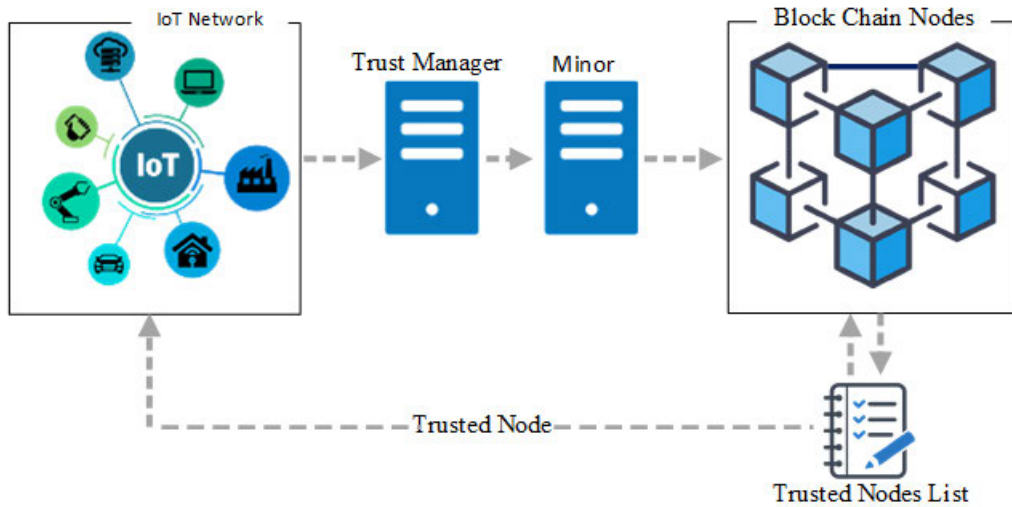 IoT Network
Block Chain Nodes
Trust Manager
Minor
IoT
Trusted Node
Trusted Nodes List